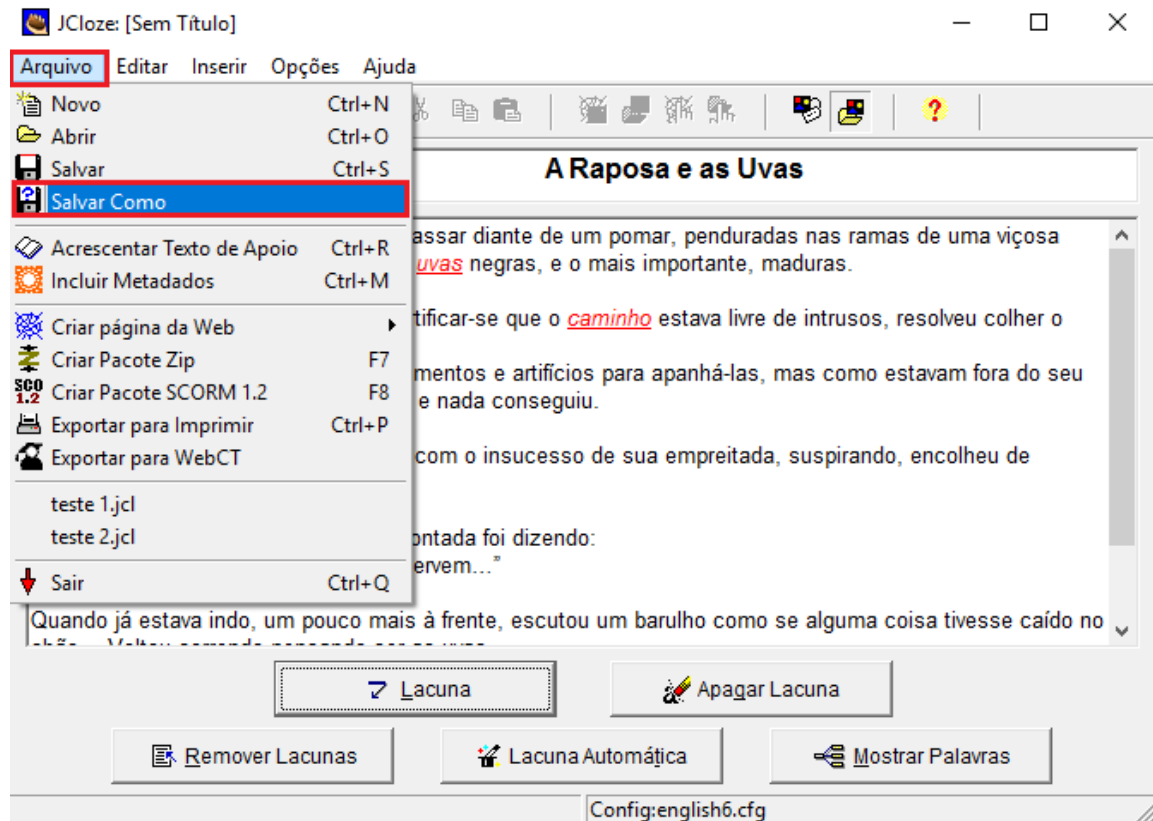 JCloze: [Sem Título]
Arquivo Editar Inserir Opções Ajuda
Novo Ctrl+N
Abrir Ctrl+O
Salvar Ctrl+S
Salvar Como
Acrescentar Texto de Apoio Ctrl+R
Incluir Metadados Ctrl+M
Criar página da Web
Criar Pacote Zip F7
SCO 1.2 Criar Pacote SCORM 1.2 F8
Exportar para Imprimir Ctrl+P
Exportar para WebCT
teste 1.jcl
teste 2.jcl
Sair Ctrl+Q
A Raposa e as Uvas
assar diante de um pomar, penduradas nas ramas de uma viçosa
uvas negras, e o mais importante, maduras.
tificar-se que o caminho estava livre de intrusos, resolveu colher o
mentos e artifícios para apanhá-las, mas como estavam fora do seu
e nada conseguiu.
com o insucesso de sua empreitada, suspirando, encolheu de
ontada foi dizendo:
ervem...”
Quando já estava indo, um pouco mais à frente, escutou um barulho como se alguma coisa tivesse caído no
Lacuna Apagar Lacuna
Remover Lacunas Lacuna Automática Mostrar Palavras
Config:english6.cfg